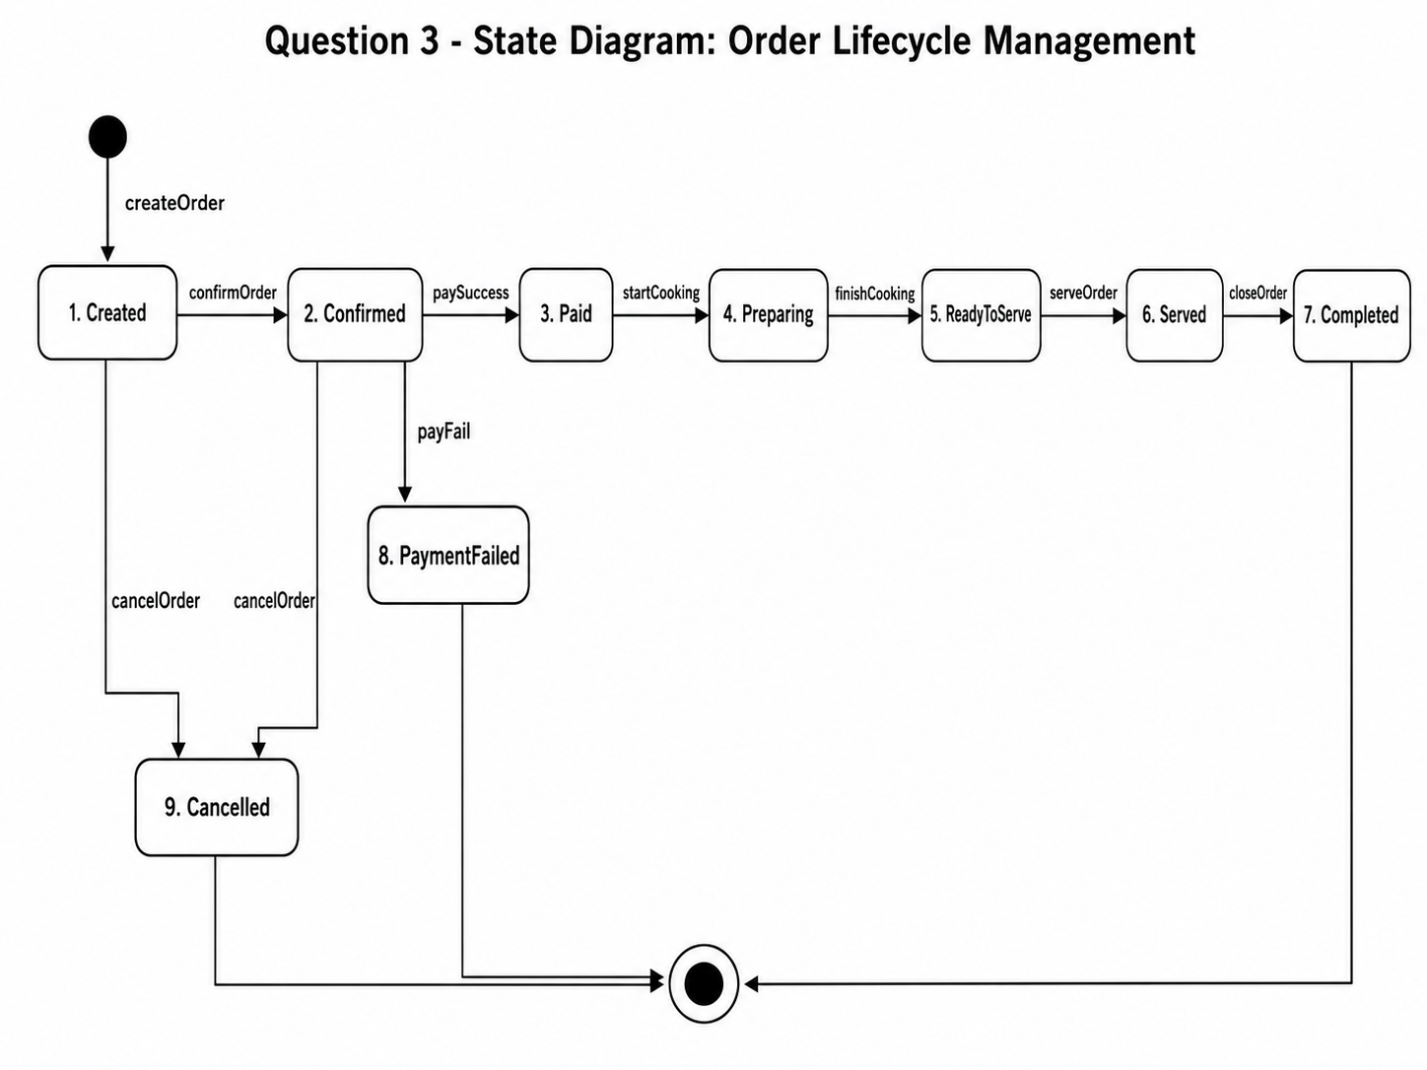 Question 3 - State Diagram: Order Lifecycle Management
createOrder
1. Created
confirmOrder
2. Confirmed
paySuccess
3. Paid
startCooking
4. Preparing
finishCooking
5. ReadyToServe
serveOrder
6. Served
closeOrder
7. Completed
payFail
8. PaymentFailed
cancelOrder
cancelOrder
9. Cancelled